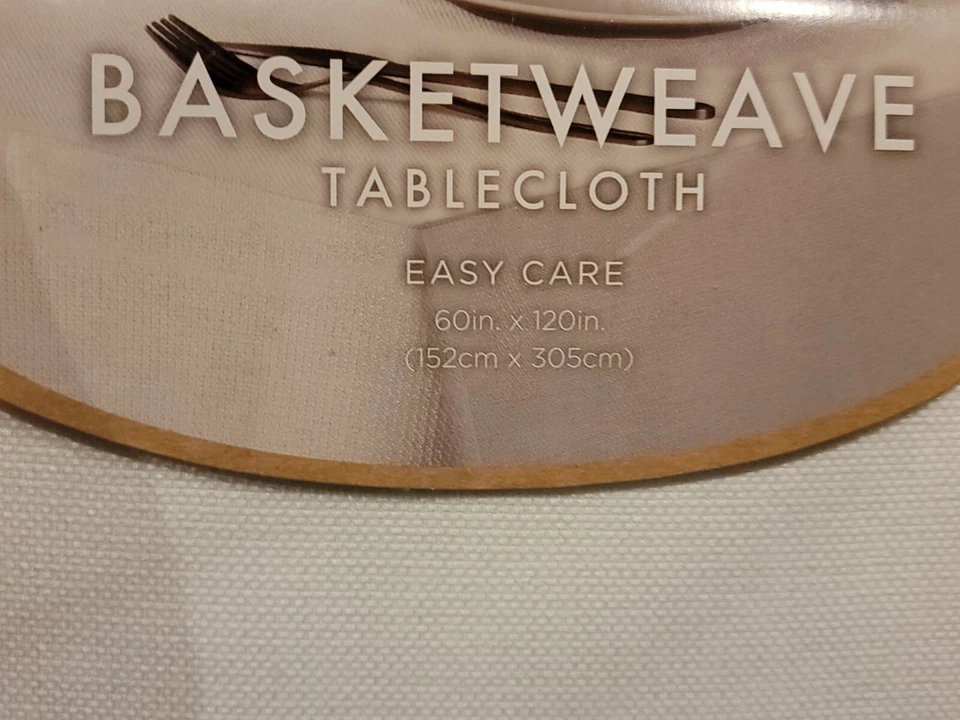 BASKETWEAVE
TABLECLOTH
EASY CARE
60in. x 120in.
(152cm x 305cm)